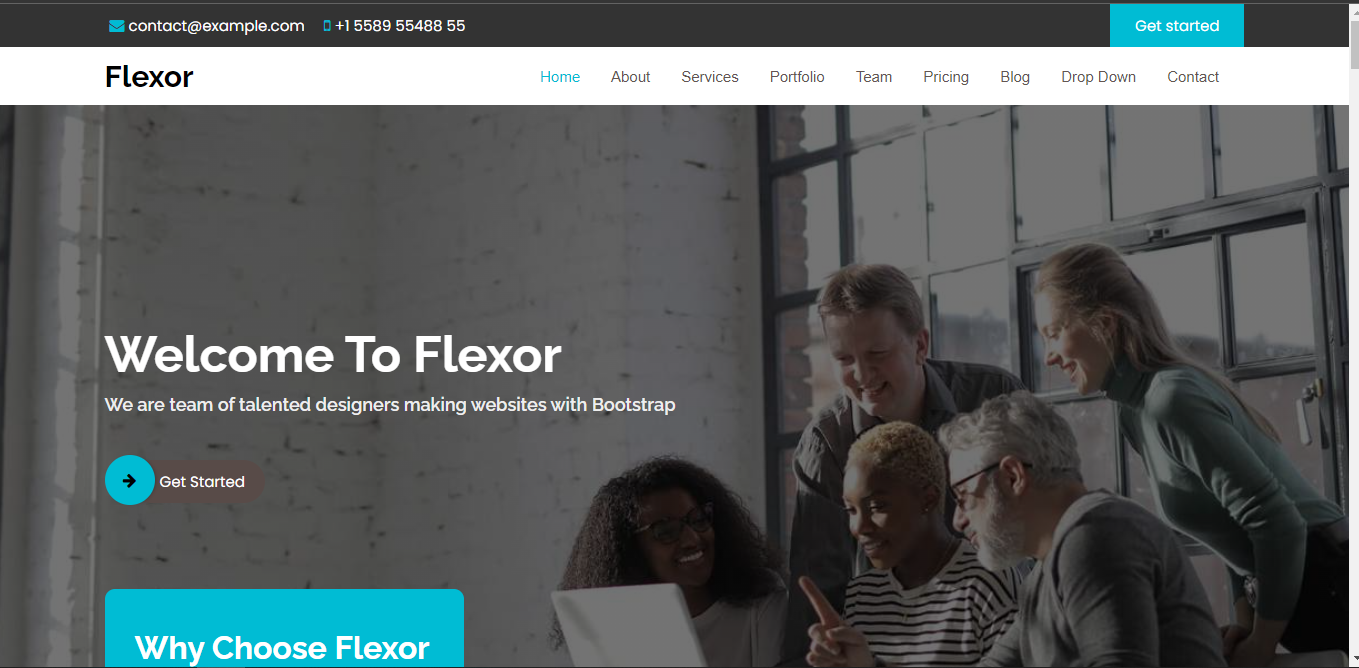 contact@example.com +1 5589 55488 55 Get started
Flexor Home About Services Portfolio Team Pricing Blog Drop Down Contact
Welcome To Flexor
We are team of talented designers making websites with Bootstrap
Get Started
Why Choose Flexor